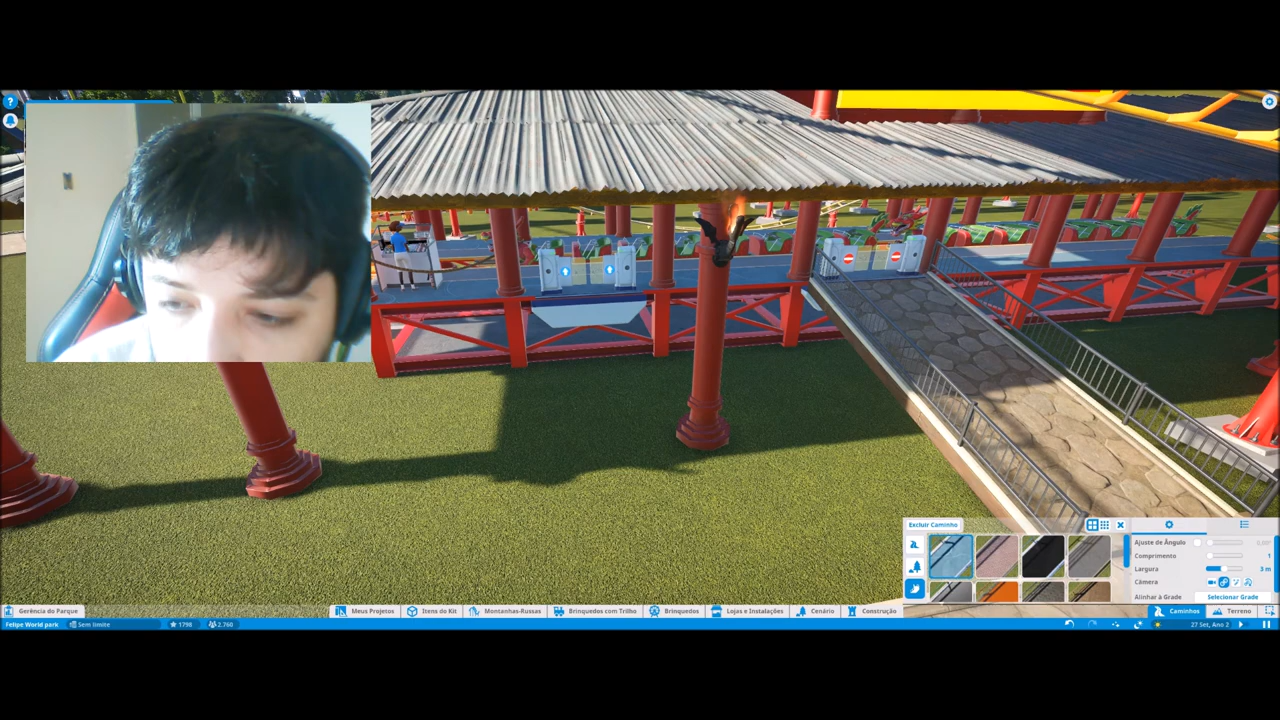 ?
Excluir Caminho
Ajuste de Ângulo
0,00°
Comprimento
1
Largura
3 m
Câmera
Alinhar à Grade
Selecionar Grade
Gerência do Parque
Meus Projetos
Itens do Kit
Montanhas-Russas
Brinquedos com Trilho
Brinquedos
Lojas e Instalações
Cenário
Construção
Caminhos
Terreno
Felipe World park
Sem limite
1798
2.760
27 Set, Ano 2